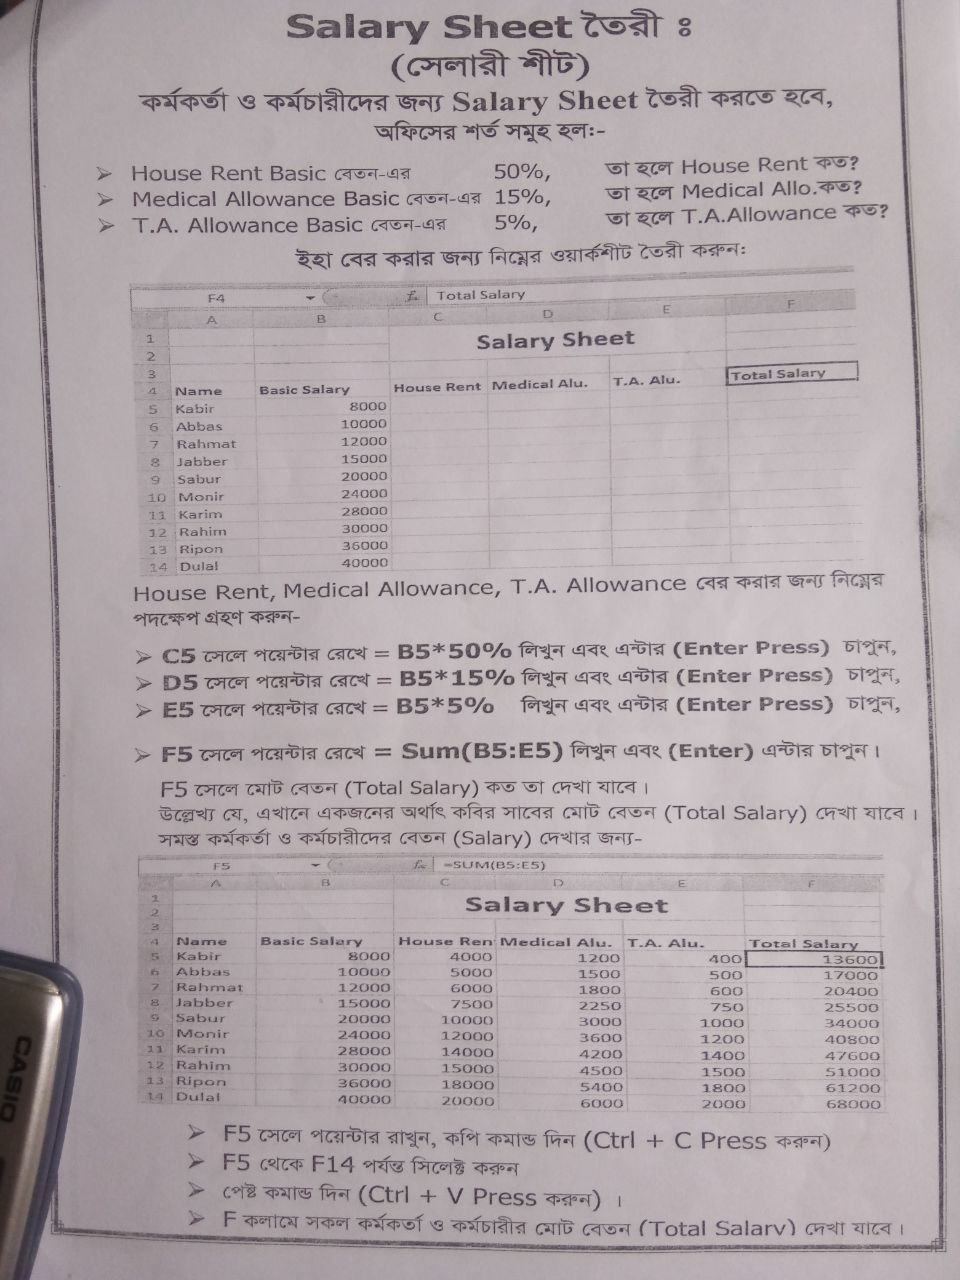 Salary Sheet তৈরী ঃ
(সেলারী শীট)
কর্মকর্তা ও কর্মচারীদের জন্য Salary Sheet তৈরী করতে হবে,
অফিসের শর্ত সমূহ হলঃ-
➢ House Rent Basic বেতন-এর 50%, তা হলে House Rent কত?
➢ Medical Allowance Basic বেতন-এর 15%, তা হলে Medical Allo.কত?
➢ T.A. Allowance Basic বেতন-এর 5%, তা হলে T.A.Allowance কত?
ইহা বের করার জন্য নিম্নের ওয়ার্কশীট তৈরী করুনঃ
F4 fx Total Salary
A B C D E F
1 Salary Sheet
2
3
4 Name Basic Salary House Rent Medical Alu. T.A. Alu. Total Salary
5 Kabir 8000
6 Abbas 10000
7 Rahmat 12000
8 Jabber 15000
9 Sabur 20000
10 Monir 24000
11 Karim 28000
12 Rahim 30000
13 Ripon 36000
14 Dulal 40000
House Rent, Medical Allowance, T.A. Allowance বের করার জন্য নিম্নের
পদক্ষেপ গ্রহণ করুন-
➢ C5 সেলে পয়েন্টার রেখে = B5*50% লিখুন এবং এন্টার (Enter Press) চাপুন,
➢ D5 সেলে পয়েন্টার রেখে = B5*15% লিখুন এবং এন্টার (Enter Press) চাপুন,
➢ E5 সেলে পয়েন্টার রেখে = B5*5% লিখুন এবং এন্টার (Enter Press) চাপুন,
➢ F5 সেলে পয়েন্টার রেখে = Sum(B5:E5) লিখুন এবং (Enter) এন্টার চাপুন।
F5 সেলে মোট বেতন (Total Salary) কত তা দেখা যাবে।
উল্লেখ্য যে, এখানে একজনের অর্থাৎ কবির সাবের মোট বেতন (Total Salary) দেখা যাবে।
সমস্ত কর্মকর্তা ও কর্মচারীদের বেতন (Salary) দেখার জন্য-
F5 fx =SUM(B5:E5)
A B C D E F
1 Salary Sheet
2
3
4 Name Basic Salary House Ren Medical Alu. T.A. Alu. Total Salary
5 Kabir 8000 4000 1200 400 13600
6 Abbas 10000 5000 1500 500 17000
7 Rahmat 12000 6000 1800 600 20400
8 Jabber 15000 7500 2250 750 25500
9 Sabur 20000 10000 3000 1000 34000
10 Monir 24000 12000 3600 1200 40800
11 Karim 28000 14000 4200 1400 47600
12 Rahim 30000 15000 4500 1500 51000
13 Ripon 36000 18000 5400 1800 61200
14 Dulal 40000 20000 6000 2000 68000
➢ F5 সেলে পয়েন্টার রাখুন, কপি কমান্ড দিন (Ctrl + C Press করুন)
➢ F5 থেকে F14 পর্যন্ত সিলেক্ট করুন
➢ পেষ্ট কমান্ড দিন (Ctrl + V Press করুন) ।
➢ F কলামে সকল কর্মকর্তা ও কর্মচারীর মোট বেতন (Total Salary) দেখা যাবে।
CASIO